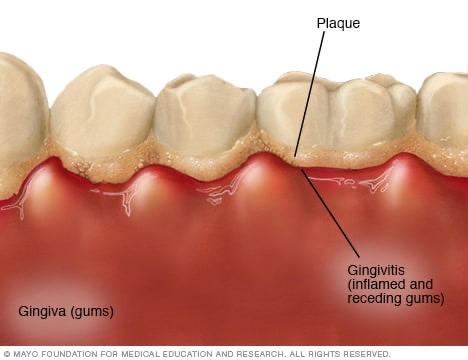 Plaque
Gingivitis
(inflamed and
receding gums)
Gingiva (gums)
© MAYO FOUNDATION FOR MEDICAL EDUCATION AND RESEARCH. ALL RIGHTS RESERVED.